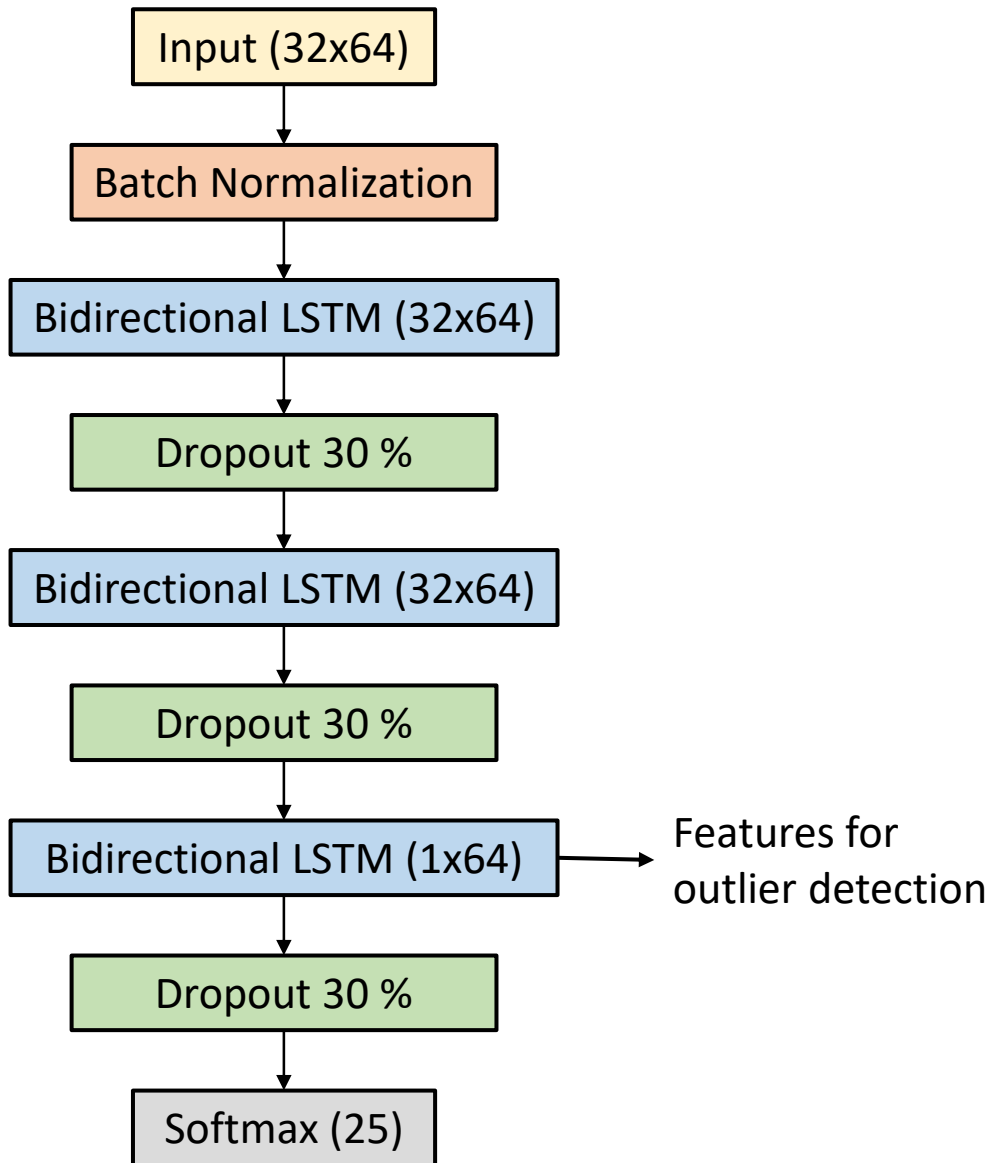 Input (32x64)
Batch Normalization
Bidirectional LSTM (32x64)
Dropout 30 %
Bidirectional LSTM (32x64)
Dropout 30 %
Bidirectional LSTM (1x64)
Features for
outlier detection
Dropout 30 %
Softmax (25)